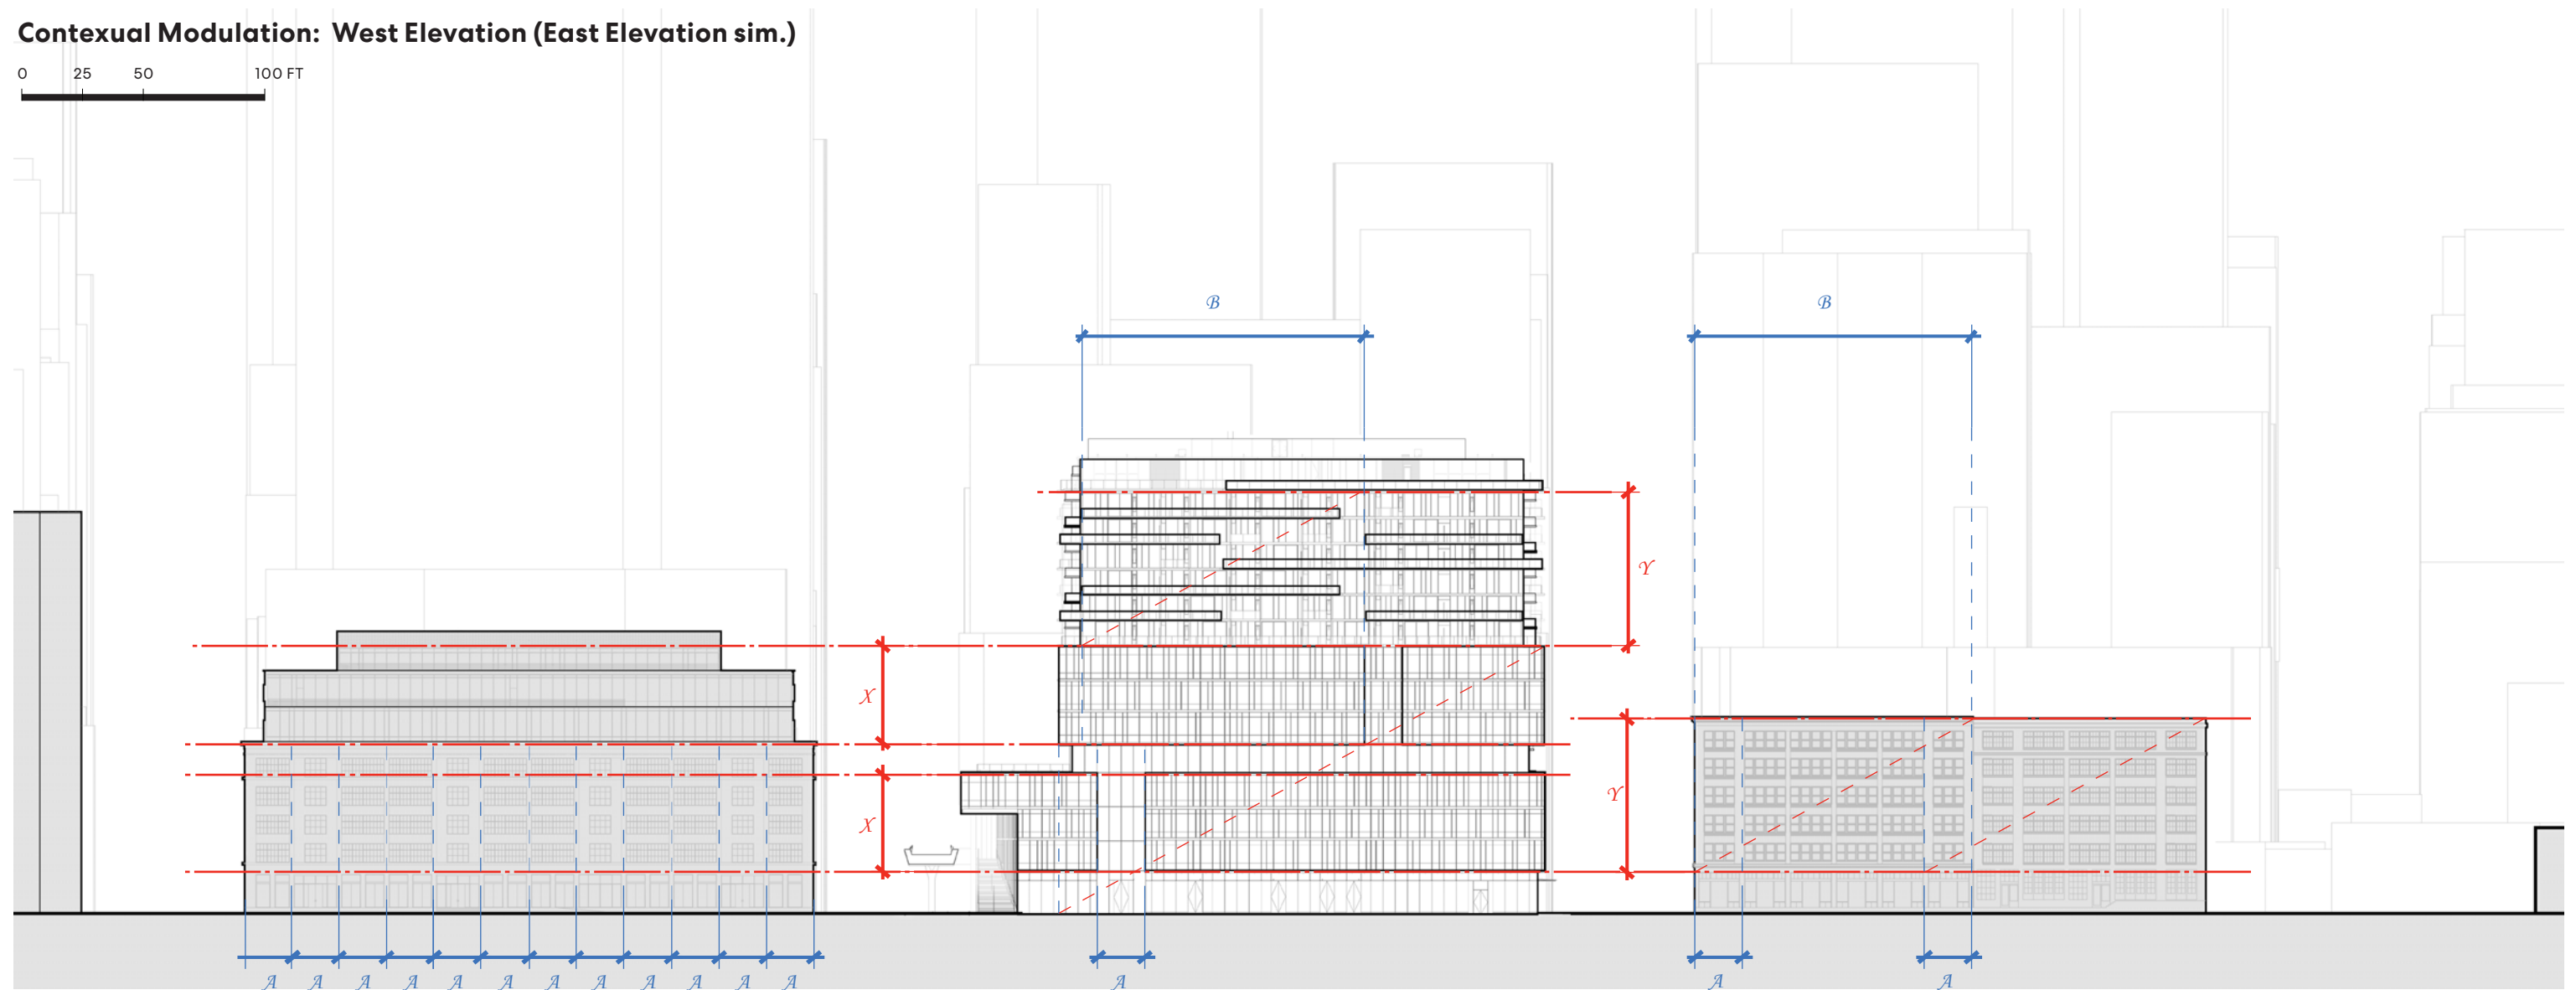 Contexual Modulation: West Elevation (East Elevation sim.)
0 25 50 100 FT
B B
Y
X
Y
X
A A A A A A A A A A A A A A A